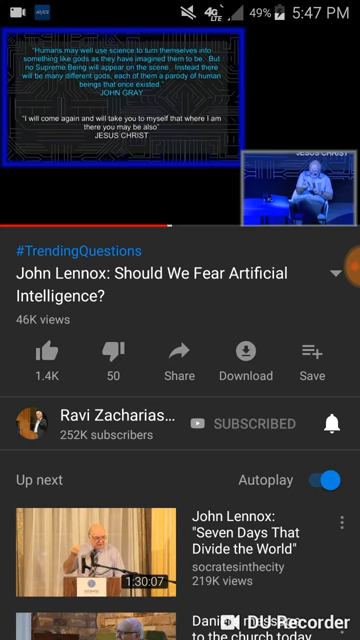 4G LTE 49% 5:47 PM
"Humans may well use science to turn themselves into
something like gods as they have imagined them to be. But
no Supreme Being will appear on the scene. Instead there
will be many different gods, each of them a parody of human
beings that once existed."
JOHN GRAY
"I will come again and will take you to myself that where I am
there you may be also"
JESUS CHRIST
JESUS CHRIST
#TrendingQuestions
John Lennox: Should We Fear Artificial
Intelligence?
46K views
1.4K 50 Share Download Save
Ravi Zacharias... SUBSCRIBED
252K subscribers
Up next Autoplay
John Lennox:
"Seven Days That
Divide the World"
socratesinthecity
219K views
1:30:07
to the church today
DU Recorder